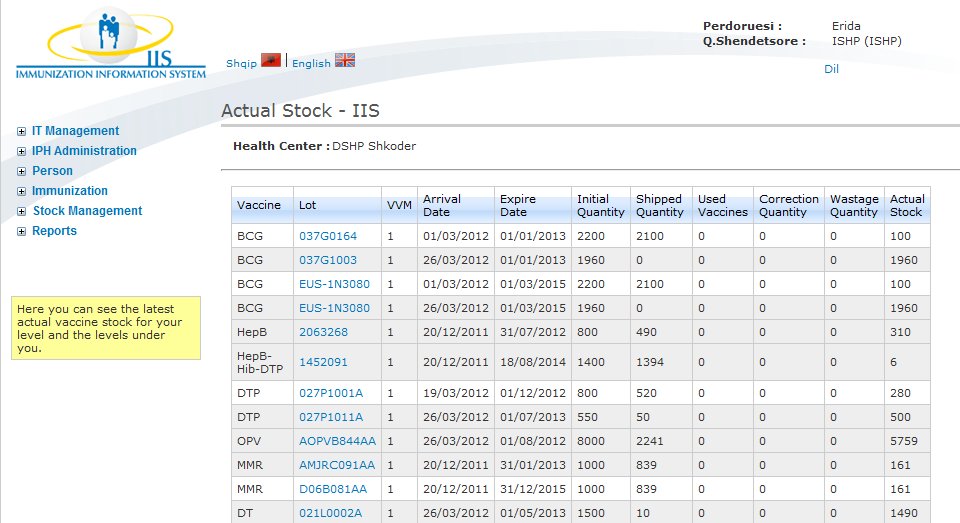 IIS
IMMUNIZATION INFORMATION SYSTEM
Shqip | English
Perdoruesi : Erida
Q.Shendetsore : ISHP (ISHP)
Dil
IT Management
IPH Administration
Person
Immunization
Stock Management
Reports
Here you can see the latest
actual vaccine stock for your
level and the levels under
you.
Actual Stock - IIS
Health Center : DSHP Shkoder
Vaccine Lot VVM Arrival Date Expire Date Initial Quantity Shipped Quantity Used Vaccines Correction Quantity Wastage Quantity Actual Stock
BCG 037G0164 1 01/03/2012 01/01/2013 2200 2100 0 0 0 100
BCG 037G1003 1 26/03/2012 01/01/2013 1960 0 0 0 0 1960
BCG EUS-1N3080 1 01/03/2012 01/03/2015 2200 2100 0 0 0 100
BCG EUS-1N3080 1 26/03/2012 01/03/2015 1960 0 0 0 0 1960
HepB 2063268 1 20/12/2011 31/07/2012 800 490 0 0 0 310
HepB-Hib-DTP 1452091 1 20/12/2011 18/08/2014 1400 1394 0 0 0 6
DTP 027P1001A 1 19/03/2012 01/12/2012 800 520 0 0 0 280
DTP 027P1011A 1 26/03/2012 01/07/2013 550 50 0 0 0 500
OPV AOPVB844AA 1 26/03/2012 01/08/2012 8000 2241 0 0 0 5759
MMR AMJRC091AA 1 20/12/2011 31/01/2013 1000 839 0 0 0 161
MMR D06B081AA 1 20/12/2011 31/12/2015 1000 839 0 0 0 161
DT 021L0002A 1 26/03/2012 01/05/2013 1500 10 0 0 0 1490